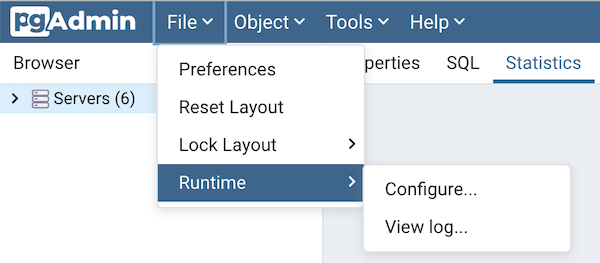 pgAdmin File Object Tools Help
Browser
Servers (6)
Preferences
Reset Layout
Lock Layout
Runtime
Configure...
View log...
perties SQL Statistics